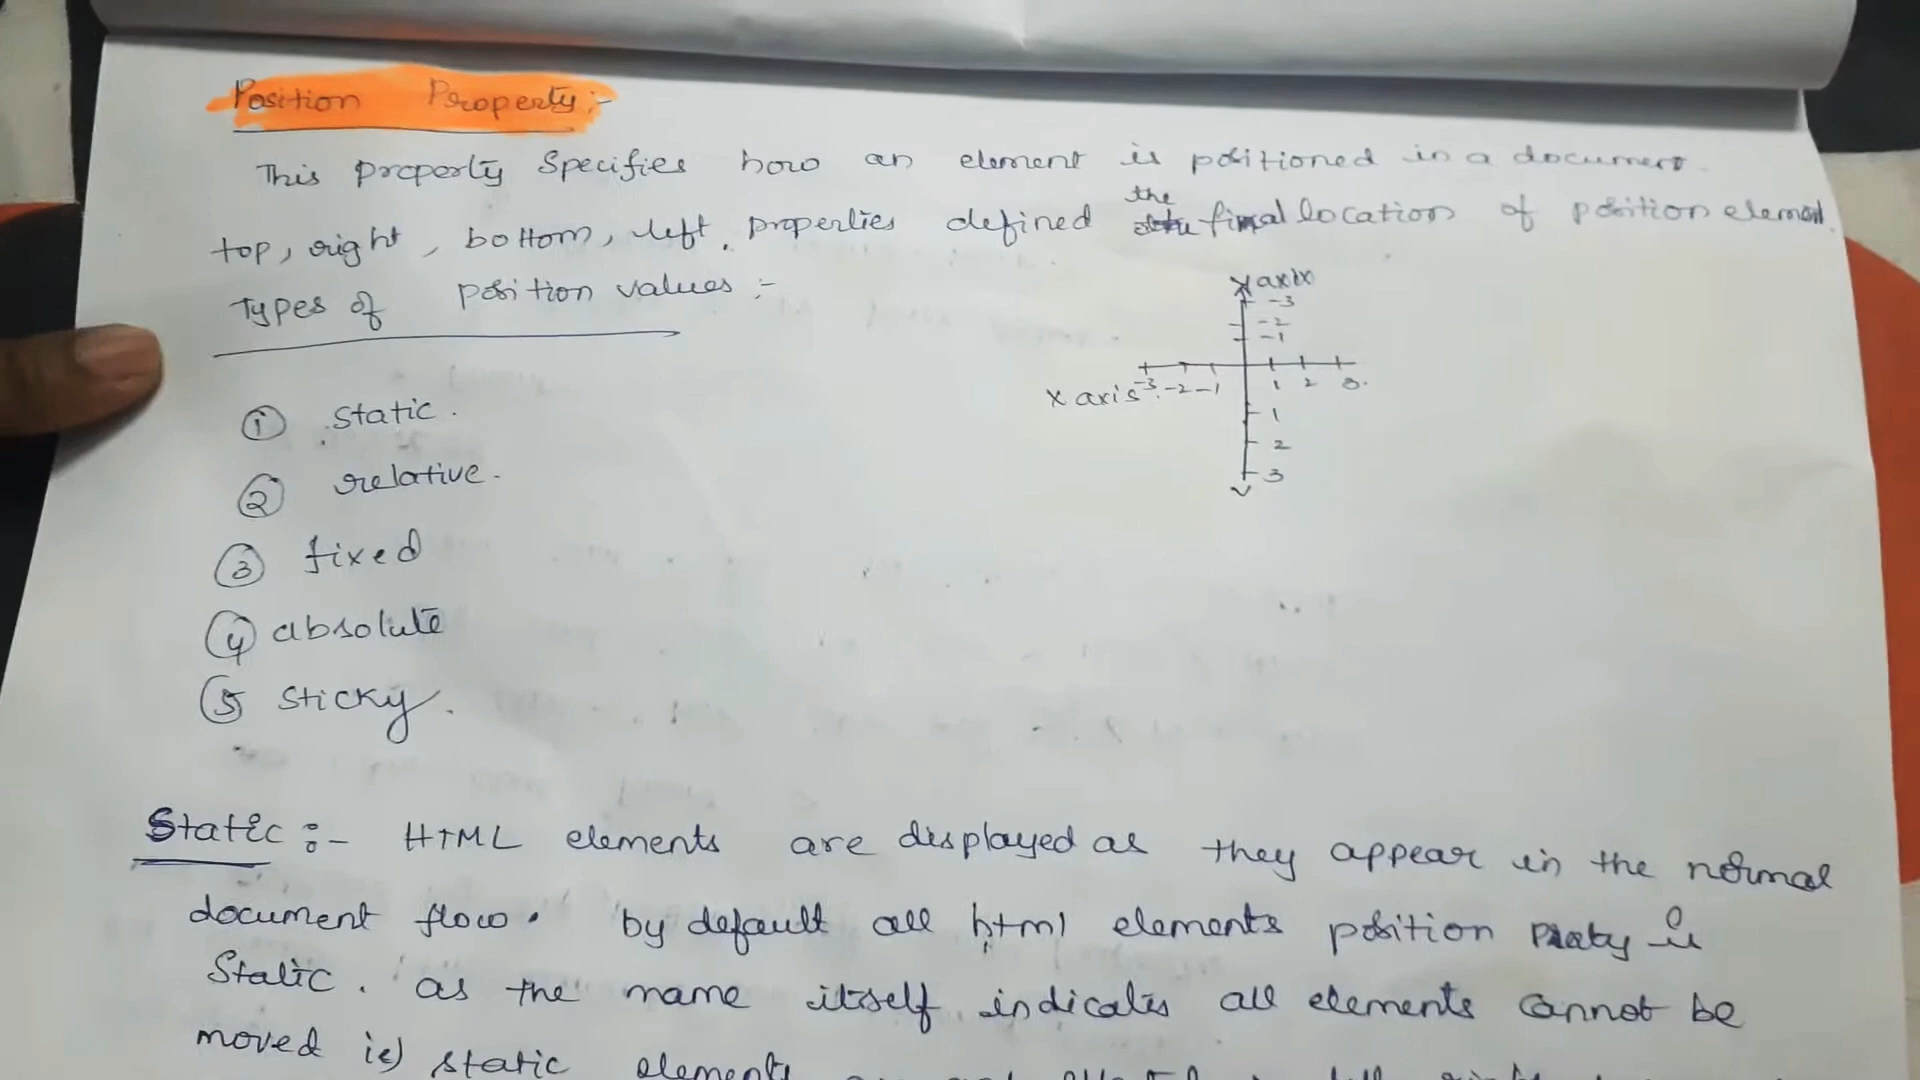 Position Property:-
This property specifies how an element is positioned in a document.
the
top, right, bottom, left. properties defined final location of position element.
Types of position values :-
Y axis
-3
-2
-1
X axis -3 -2 -1 1 2 3.
1
2
3
① static.
② relative.
③ fixed
④ absolute
⑤ sticky.
Static :- HTML elements are displayed as they appear in the normal
document flow. by default all html elements position is
static. as the name itself indicates all elements cannot be
moved ie) static elements